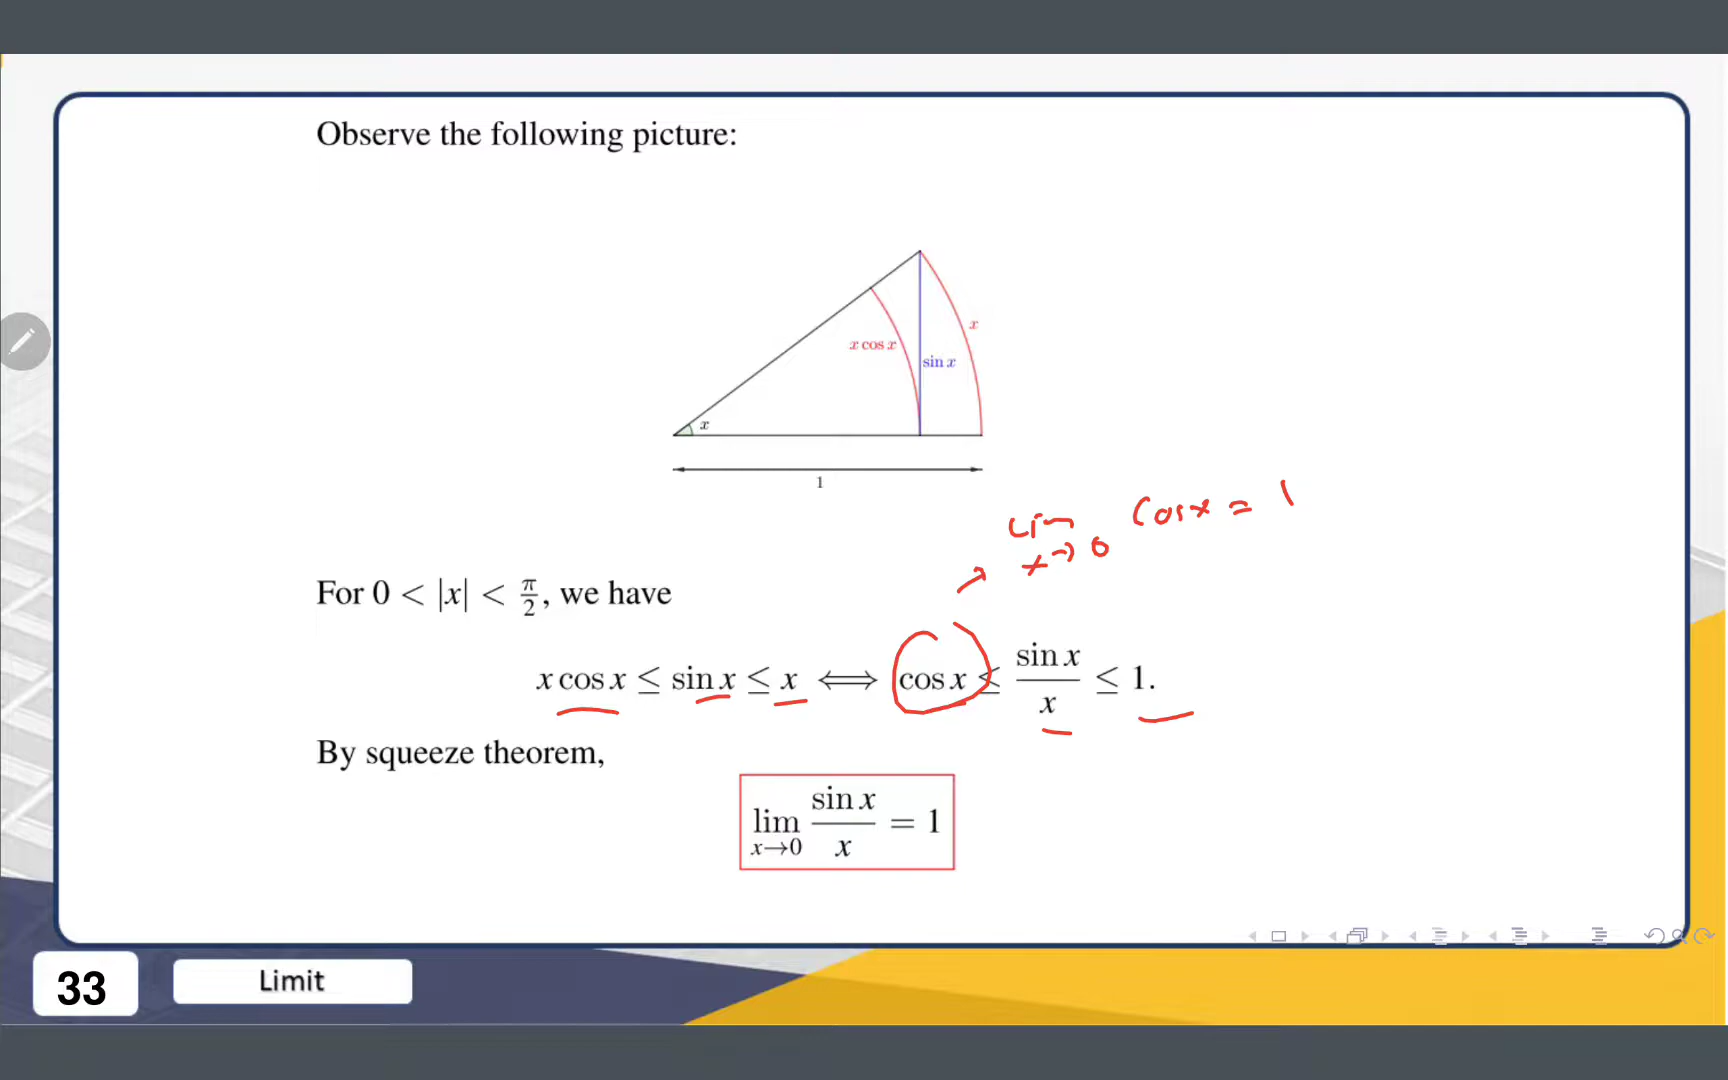 Observe the following picture:
x cos x
sin x
x
x
1
lim cos x = 1
x→0
For 0 < |x| < π/2, we have
x cos x ≤ sin x ≤ x ⟺ cos x ≤ sin x / x ≤ 1.
By squeeze theorem,
lim x→0 sin x / x = 1
33
Limit